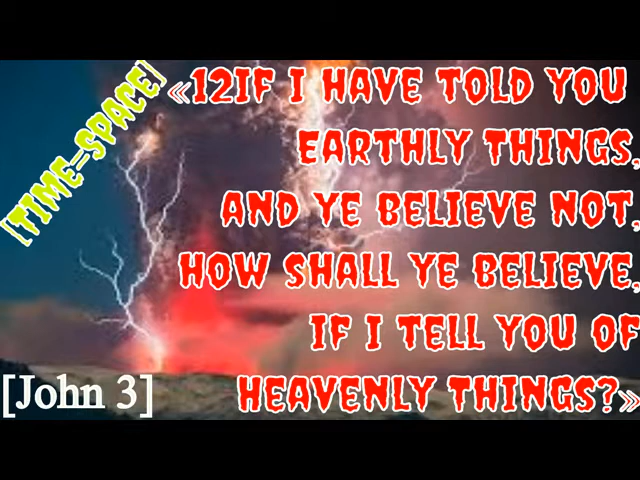 [TIME=SPACE]
«12IF I HAVE TOLD YOU
EARTHLY THINGS,
AND YE BELIEVE NOT,
HOW SHALL YE BELIEVE,
IF I TELL YOU OF
HEAVENLY THINGS?»
[John 3]